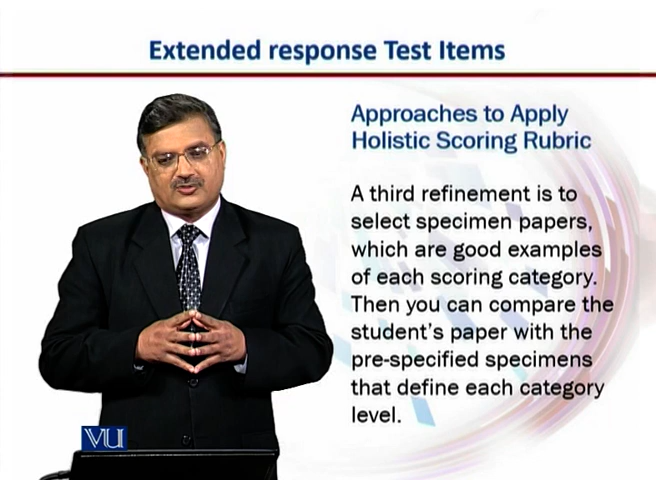 Extended response Test Items
Approaches to Apply
Holistic Scoring Rubric
A third refinement is to
select specimen papers,
which are good examples
of each scoring category.
Then you can compare the
student's paper with the
pre-specified specimens
that define each category
level.
VU